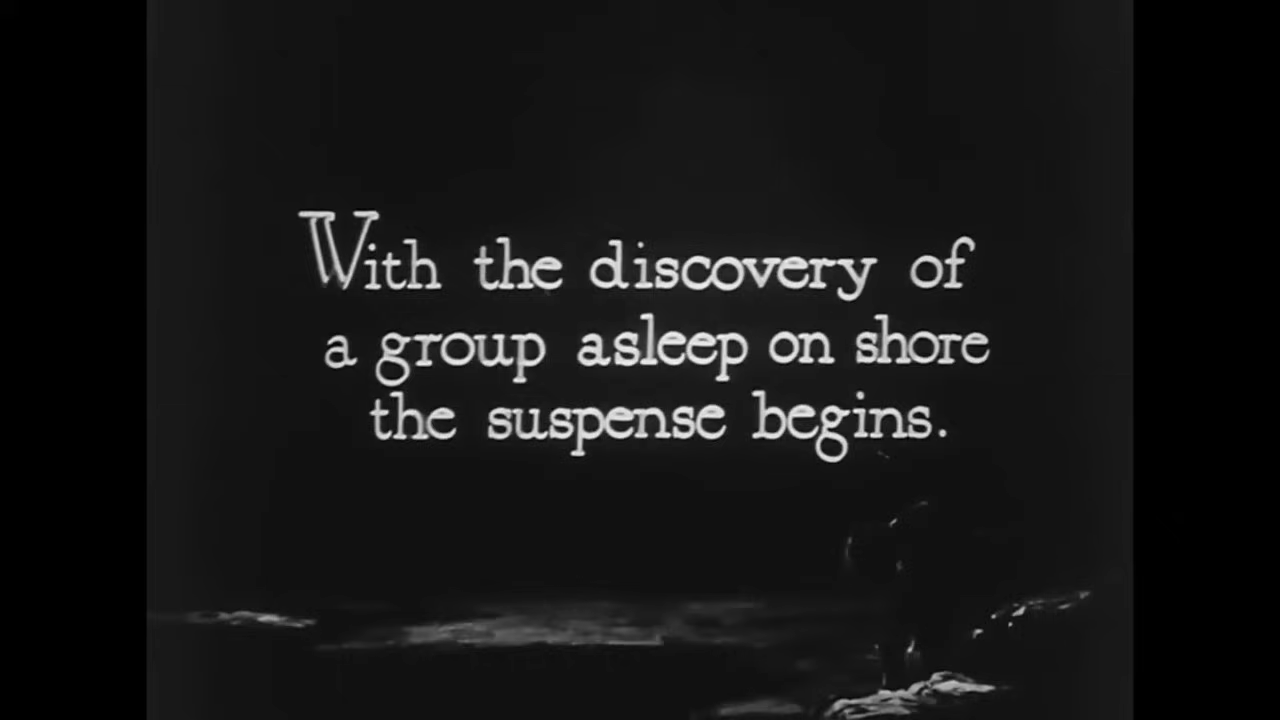 With the discovery of
a group asleep on shore
the suspense begins.